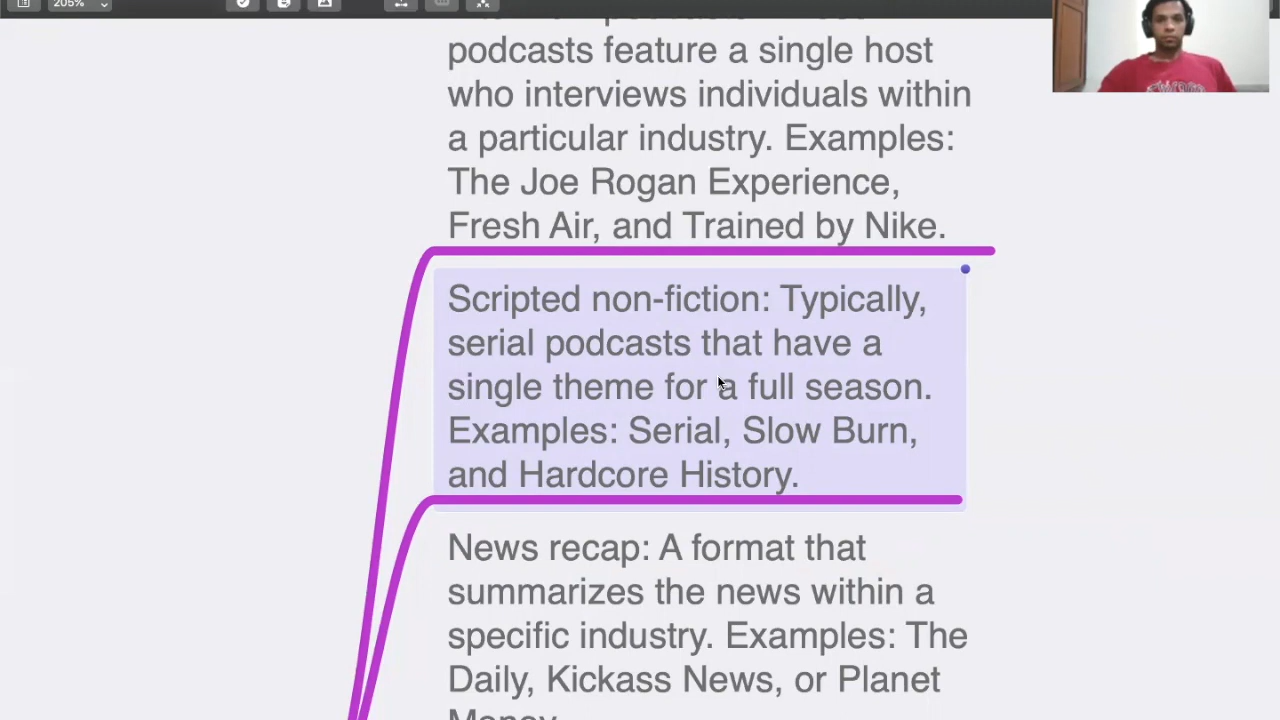 205%
podcasts feature a single host
who interviews individuals within
a particular industry. Examples:
The Joe Rogan Experience,
Fresh Air, and Trained by Nike.
Scripted non-fiction: Typically,
serial podcasts that have a
single theme for a full season.
Examples: Serial, Slow Burn,
and Hardcore History.
News recap: A format that
summarizes the news within a
specific industry. Examples: The
Daily, Kickass News, or Planet
Money